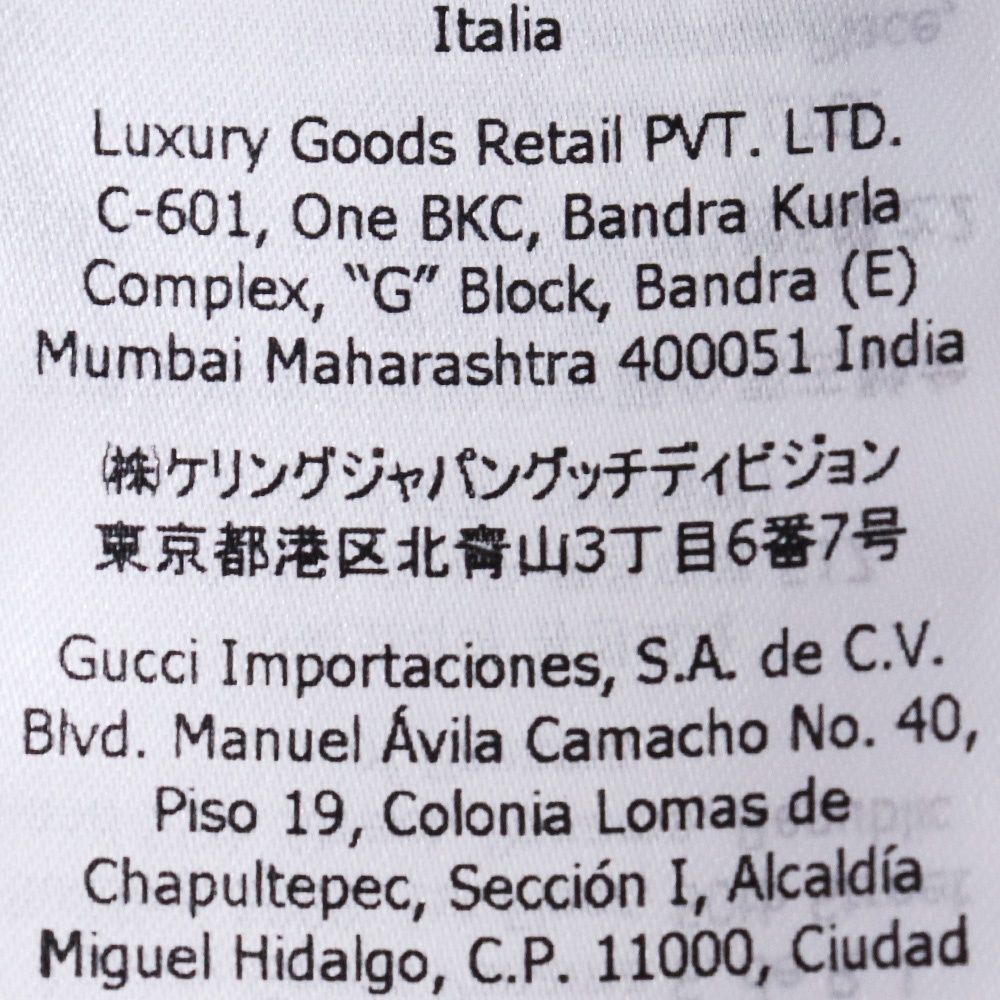 Italia
Luxury Goods Retail PVT. LTD.
C-601, One BKC, Bandra Kurla
Complex, “G” Block, Bandra (E)
Mumbai Maharashtra 400051 India
㈱ケリングジャパングッチディビジョン
東京都港区北青山3丁目6番7号
Gucci Importaciones, S.A. de C.V.
Blvd. Manuel Ávila Camacho No. 40,
Piso 19, Colonia Lomas de
Chapultepec, Sección I, Alcaldía
Miguel Hidalgo, C.P. 11000, Ciudad